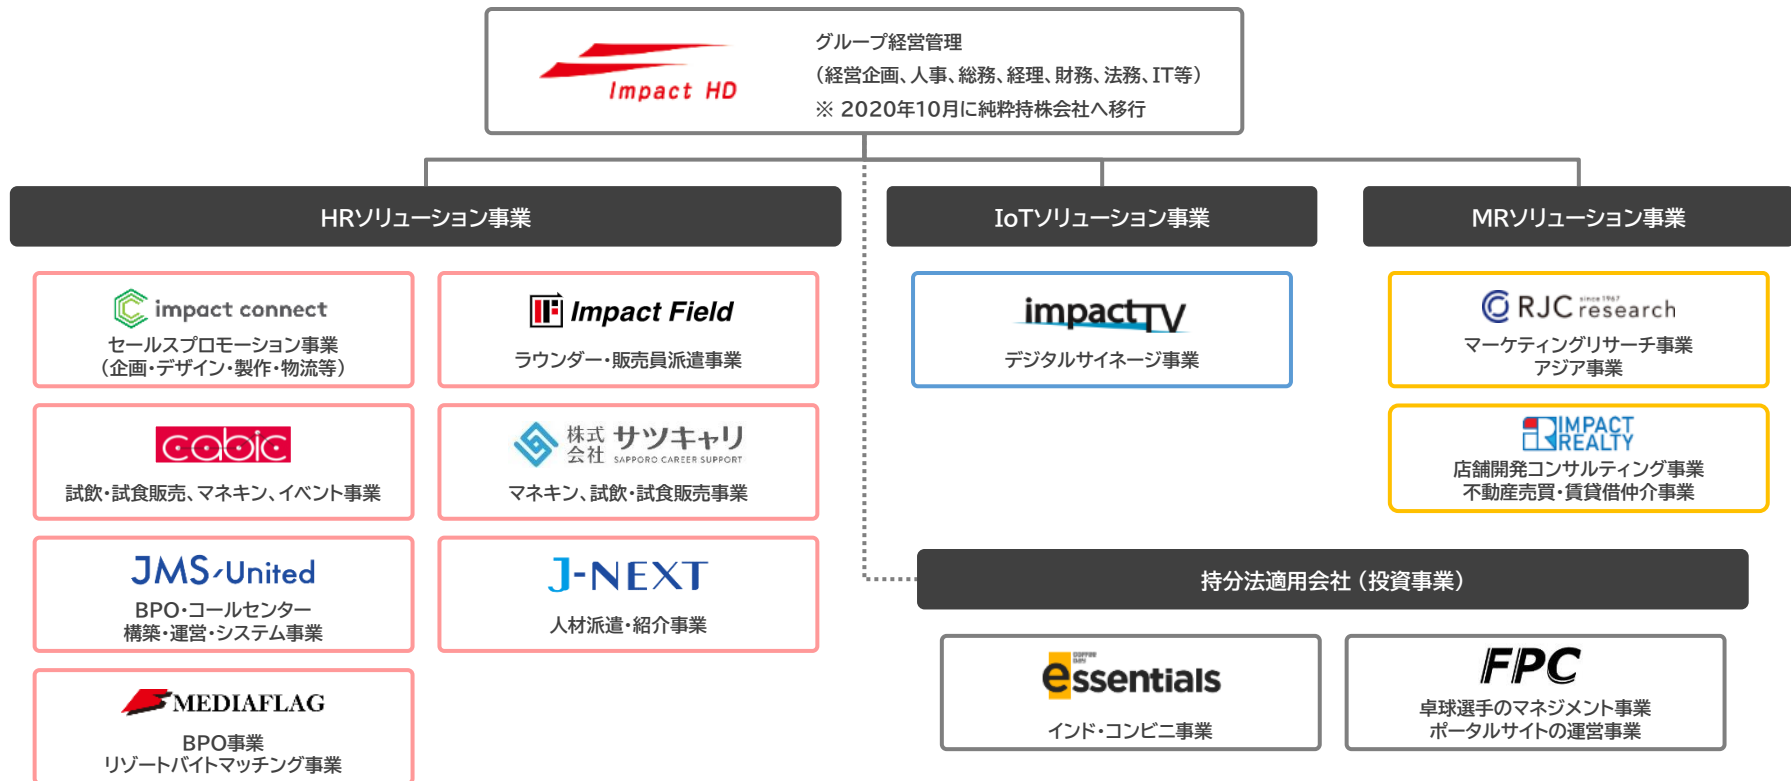 Impact HD
グループ経営管理
（経営企画、人事、総務、経理、財務、法務、IT等）
※ 2020年10月に純粋持株会社へ移行
HRソリューション事業
impact connect
セールスプロモーション事業
（企画・デザイン・製作・物流等）
Impact Field
ラウンダー・販売員派遣事業
cabic
試飲・試食販売、マネキン、イベント事業
株式会社 サツキャリ
SAPPORO CAREER SUPPORT
マネキン、試飲・試食販売事業
JMS United
BPO・コールセンター
構築・運営・システム事業
J-NEXT
人材派遣・紹介事業
MEDIAFLAG
BPO事業
リゾートバイトマッチング事業
IoTソリューション事業
impactTV
デジタルサイネージ事業
MRソリューション事業
since 1967
RJC research
マーケティングリサーチ事業
アジア事業
IMPACT
REALTY
店舗開発コンサルティング事業
不動産売買・賃貸借仲介事業
持分法適用会社（投資事業）
essentials
インド・コンビニ事業
FPC
卓球選手のマネジメント事業
ポータルサイトの運営事業